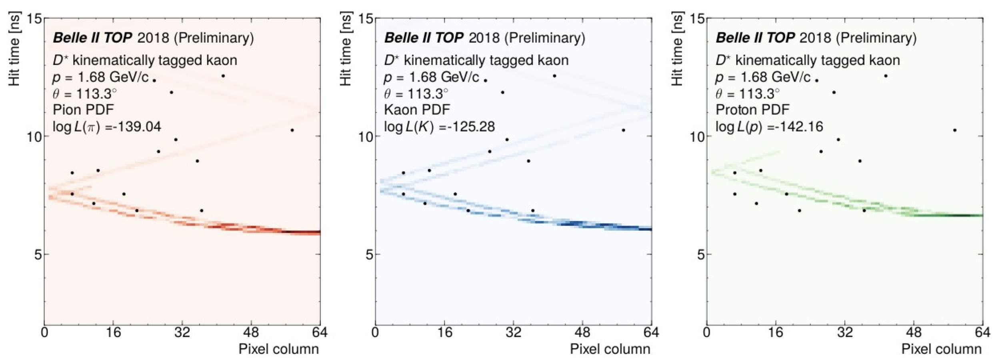 Hit time [ns]
15
10
5
Belle II TOP 2018 (Preliminary)
D⋆ kinematically tagged kaon
p = 1.68 GeV/c
θ = 113.3°
Pion PDF
log L(π) =-139.04
0 16 32 48 64
Pixel column
Hit time [ns]
15
10
5
Belle II TOP 2018 (Preliminary)
D⋆ kinematically tagged kaon
p = 1.68 GeV/c
θ = 113.3°
Kaon PDF
log L(K) =-125.28
0 16 32 48 64
Pixel column
Hit time [ns]
15
10
5
Belle II TOP 2018 (Preliminary)
D⋆ kinematically tagged kaon
p = 1.68 GeV/c
θ = 113.3°
Proton PDF
log L(p) =-142.16
0 16 32 48 64
Pixel column